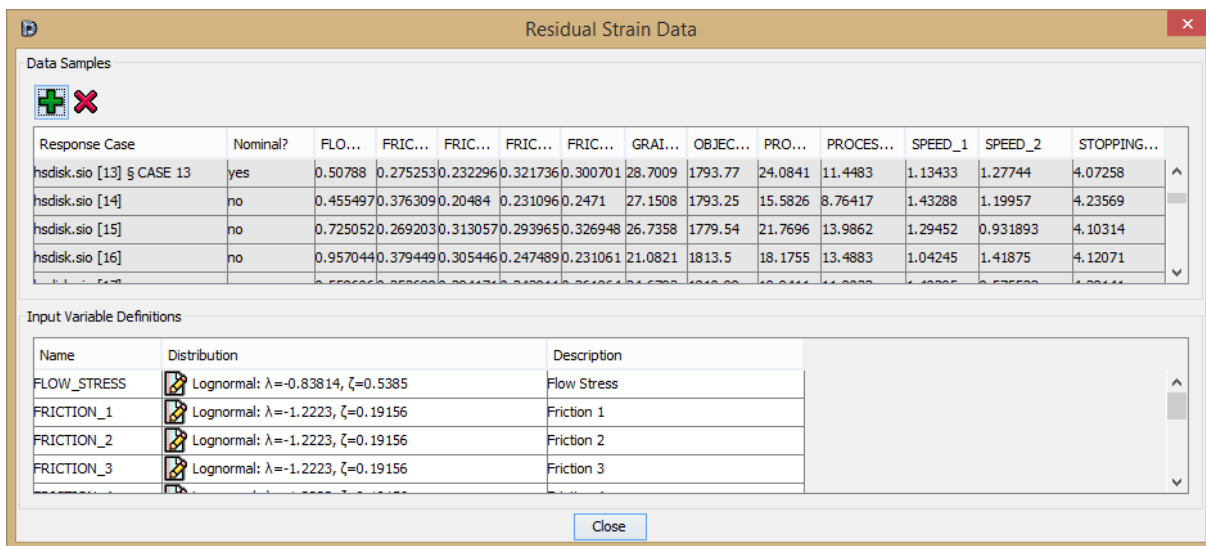 Residual Strain Data
Data Samples
Response Case Nominal? FLO... FRIC... FRIC... FRIC... FRIC... GRAI... OBJEC... PRO... PROCES... SPEED_1 SPEED_2 STOPPING...
hsdisk.sio [13] § CASE 13 yes 0.50788 0.275253 0.232296 0.321736 0.300701 28.7009 1793.77 24.0841 11.4483 1.13433 1.27744 4.07258
hsdisk.sio [14] no 0.455497 0.376309 0.20484 0.231096 0.2471 27.1508 1793.25 15.5826 8.76417 1.43288 1.19957 4.23569
hsdisk.sio [15] no 0.725052 0.269203 0.313057 0.293965 0.326948 26.7358 1779.54 21.7696 13.9862 1.29452 0.931893 4.10314
hsdisk.sio [16] no 0.957044 0.379449 0.305446 0.247489 0.231061 21.0821 1813.5 18.1755 13.4883 1.04245 1.41875 4.12071
Input Variable Definitions
Name Distribution Description
FLOW_STRESS Lognormal: λ=-0.83814, ζ=0.5385 Flow Stress
FRICTION_1 Lognormal: λ=-1.2223, ζ=0.19156 Friction 1
FRICTION_2 Lognormal: λ=-1.2223, ζ=0.19156 Friction 2
FRICTION_3 Lognormal: λ=-1.2223, ζ=0.19156 Friction 3
Close